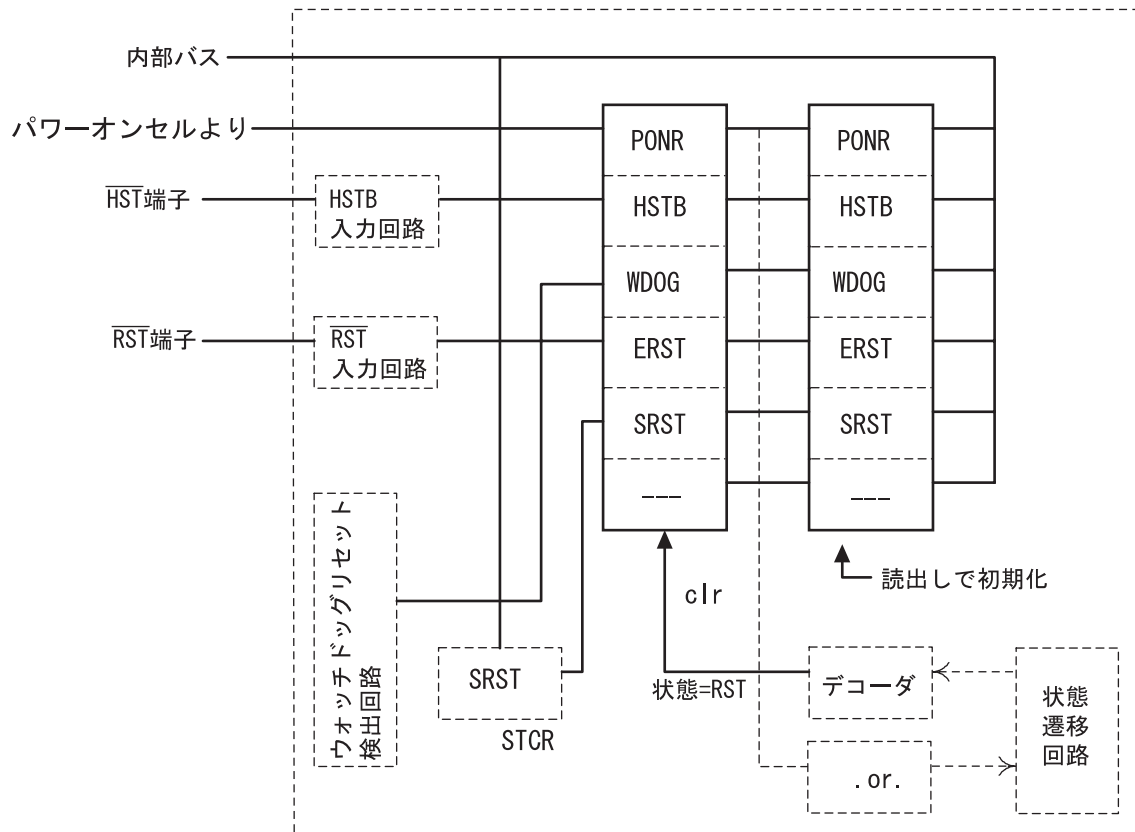 内部バス
パワーオンセルより
HST端子
HSTB
入力回路
RST端子
RST
入力回路
ウォッチドッグリセット
検出回路
SRST
STCR
PONR
HSTB
WDOG
ERST
SRST
---
PONR
HSTB
WDOG
ERST
SRST
---
clr
読出しで初期化
状態=RST
デコーダ
.or.
状態
遷移
回路